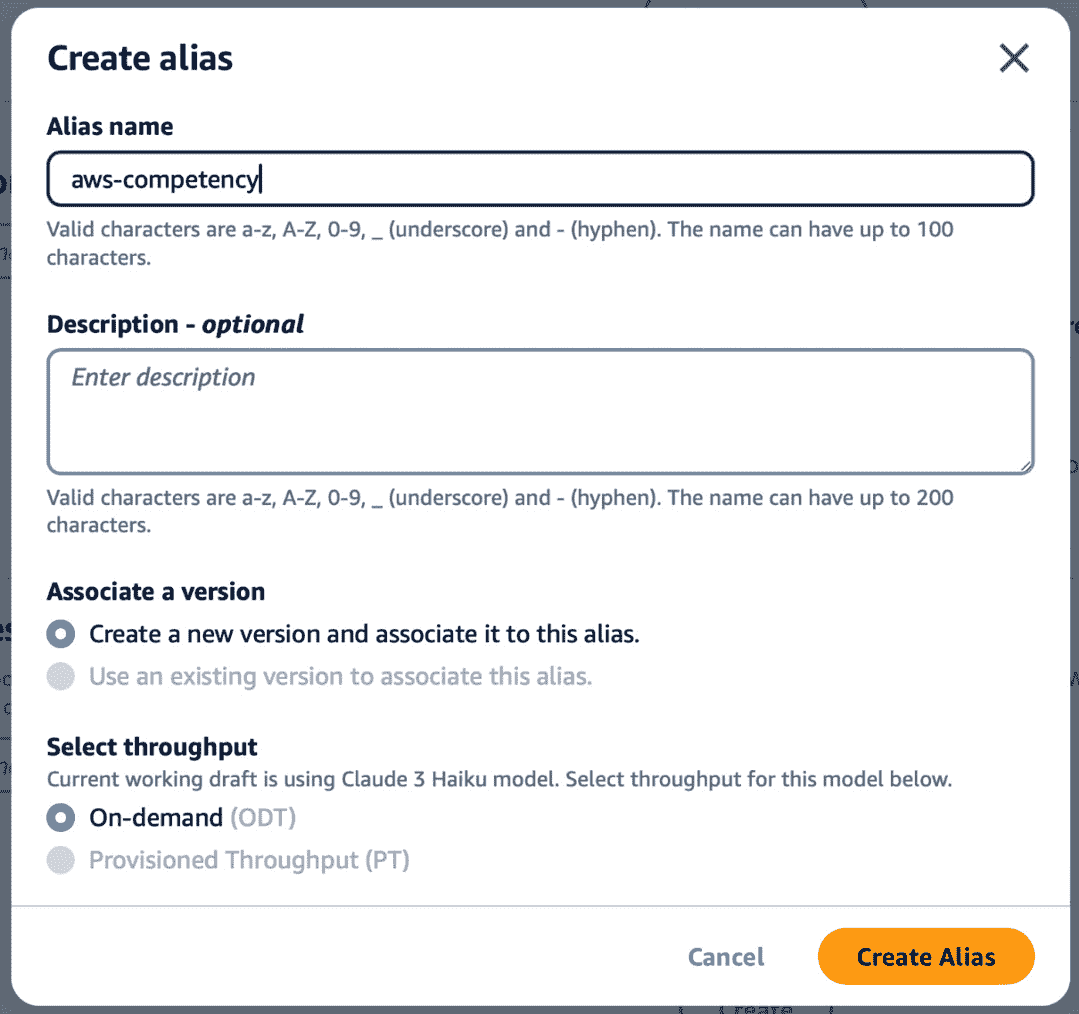 Create alias
Alias name
aws-competency
Valid characters are a-z, A-Z, 0-9, _ (underscore) and - (hyphen). The name can have up to 100
characters.
Description - optional
Enter description
Valid characters are a-z, A-Z, 0-9, _ (underscore) and - (hyphen). The name can have up to 200
characters.
Associate a version
Create a new version and associate it to this alias.
Use an existing version to associate this alias.
Select throughput
Current working draft is using Claude 3 Haiku model. Select throughput for this model below.
On-demand (ODT)
Provisioned Throughput (PT)
Cancel
Create Alias
Create